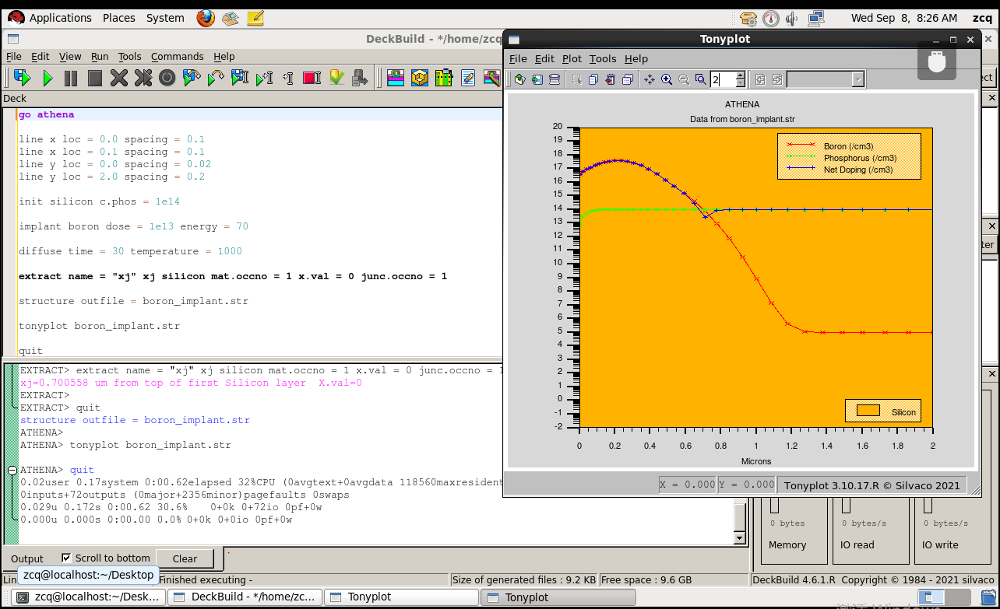 Applications Places System
Wed Sep 8, 8:26 AM zcq
DeckBuild - */home/zcq
File Edit View Run Tools Commands Help
Deck
go athena
line x loc = 0.0 spacing = 0.1
line x loc = 0.1 spacing = 0.1
line y loc = 0.0 spacing = 0.02
line y loc = 2.0 spacing = 0.2
init silicon c.phos = 1e14
implant boron dose = 1e13 energy = 70
diffuse time = 30 temperature = 1000
extract name = "xj" xj silicon mat.occno = 1 x.val = 0 junc.occno = 1
structure outfile = boron_implant.str
tonyplot boron_implant.str
quit
EXTRACT> extract name = "xj" xj silicon mat.occno = 1 x.val = 0 junc.occno = 1
xj=0.700558 um from top of first Silicon layer X.val=0
EXTRACT>
EXTRACT> quit
structure outfile = boron_implant.str
ATHENA>
ATHENA> tonyplot boron_implant.str
ATHENA> quit
0.02user 0.17system 0:00.62elapsed 32%CPU (0avgtext+0avgdata 118560maxresident
0inputs+72outputs (0major+2356minor)pagefaults 0swaps
0.029u 0.172s 0:00.62 30.6% 0+0k 0+72io 0pf+0w
0.000u 0.000s 0:00.00 0.0% 0+0k 0+0io 0pf+0w
Output Scroll to bottom Clear
Tonyplot
File Edit Plot Tools Help
2
ATHENA
Data from boron_implant.str
Boron (/cm3)
Phosphorus (/cm3)
Net Doping (/cm3)
20
19
18
17
16
15
14
13
12
11
10
9
8
7
6
5
4
3
2
1
0
-1
-2
Silicon
0 0.2 0.4 0.6 0.8 1 1.2 1.4 1.6 1.8 2
Microns
X = 0.000 Y = 0.000 Tonyplot 3.10.17.R © Silvaco 2021
ect
ter
0 bytes 0 bytes/s 0 bytes/s
Memory IO read IO write
zcq@localhost:~/Desktop
Lin
Finished executing -
Size of generated files : 9.2 KB
Free space : 9.6 GB
DeckBuild 4.6.1.R Copyright © 1984 - 2021 silvaco
zcq@localhost:~/Desk...
DeckBuild - */home/zc...
Tonyplot
Tonyplot